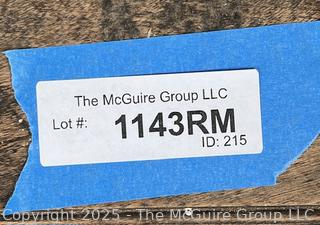 The McGuire Group LLC
Lot #: 1143RM
ID: 215
Copyright 2025 - The McGuire Group LLC